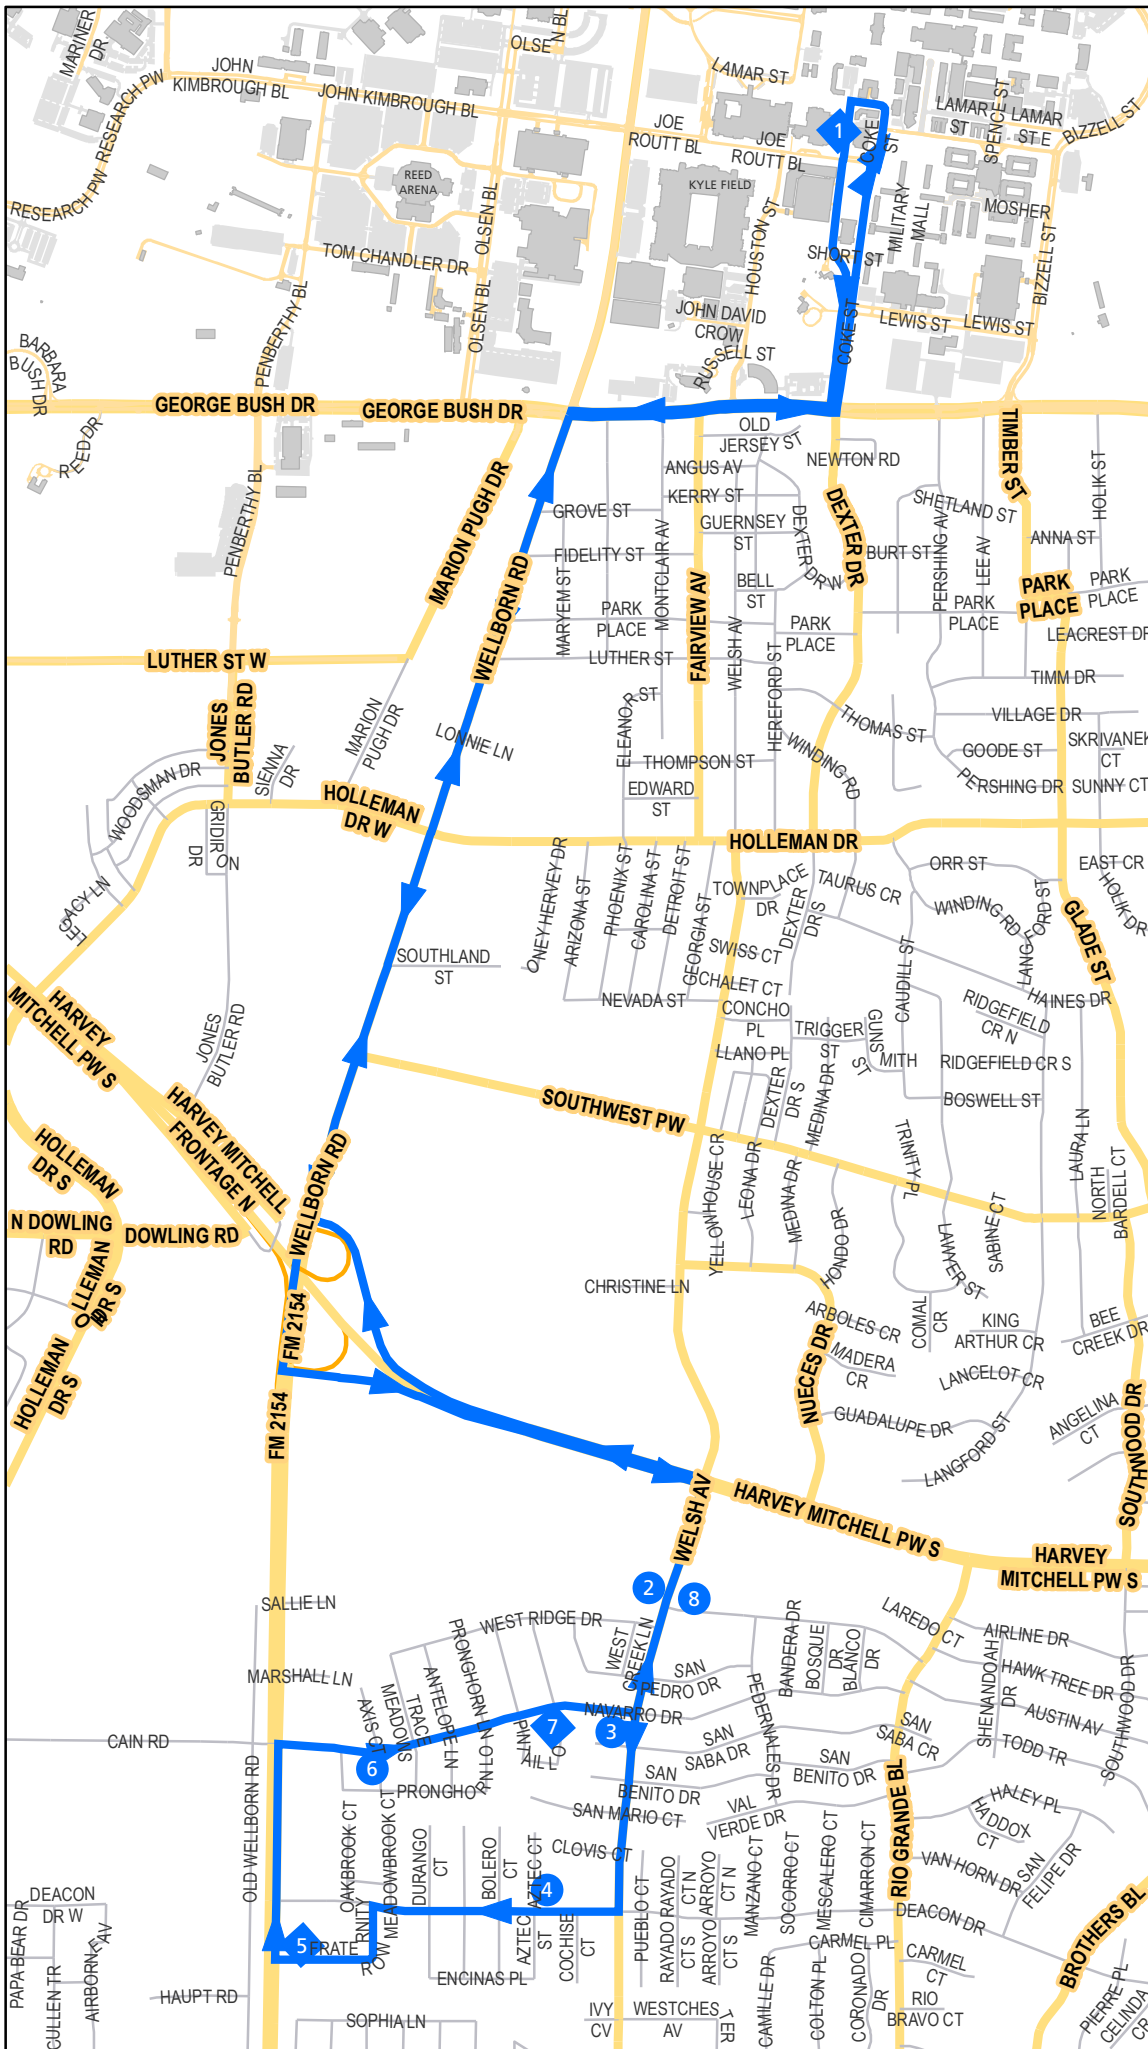 MARINER
DR
JOHN
KIMBROUGH BL
RESEARCH PW
JOHN KIMBROUGH BL
OLSEN BL
LAMAR ST
JOE
ROUTT BL
JOE
ROUTT BL
1
COKE
ST
LAMAR
ST
SPENCE ST
LAMAR
ST E
BIZZELL ST
RESEARCH PW
REED
ARENA
KYLE FIELD
OLSEN BL
MILITARY
MALL
MOSHER
TOM CHANDLER DR
HOUSTON ST
SHORT ST
BIZZELL ST
PENBERTHY BL
OLSEN BL
JOHN DAVID
CROW
COKE ST
LEWIS ST
LEWIS ST
BARBARA
BUSH DR
RUSSELL ST
GEORGE BUSH DR
GEORGE BUSH DR
REED DR
OLD
JERSEY ST
TIMBER ST
PENBERTHY BL
MARION PUGH DR
ANGUS AV
NEWTON RD
HOLIK ST
KERRY ST
GROVE ST
GUERNSEY
ST
DEXTER DR W
DEXTER DR
SHETLAND ST
PERSHING AV
LEE AV
ANNA ST
FIDELITY ST
MONTCLAIR AV
BURT ST
WELLBORN RD
MARYEM ST
FAIRVIEW AV
BELL
ST
PARK
PLACE
PARK
PLACE
PARK
PLACE
PARK
PLACE
PARK
PLACE
LEACREST DR
LUTHER ST W
LUTHER ST
WELSH AV
HEREFORD ST
TIMM DR
JONES
BUTLER RD
MARION
PUGH DR
LONNIE LN
ELEANOR ST
THOMAS ST
VILLAGE DR
SKRIVANEK
CT
GOODE ST
WOODSMAN DR
SIENNA
DR
THOMPSON ST
WINDING RD
PERSHING DR
SUNNY CT
EDWARD
ST
GRIDIRON
DR
HOLLEMAN
DR W
HOLLEMAN DR
ORR ST
EAST CR
LEGACY LN
ONEY HERVEY DR
ARIZONA ST
PHOENIX ST
CAROLINA ST
DETROIT ST
GEORGIA ST
TOWNPLACE
DR
DEXTER
DR S
TAURUS CR
WINDING RD
LANGFORD ST
HOLIK DR
GLADE ST
SWISS CT
SOUTHLAND
ST
CHALET CT
CAUDILL ST
HAINES DR
NEVADA ST
CONCHO
PL
TRIGGER
ST
GUNSMITH
ST
RIDGEFIELD
CR N
HARVEY
MITCHELL PW S
JONES
BUTLER RD
LLANO PL
RIDGEFIELD CR S
DEXTER
DR S
MEDINA DR
BOSWELL ST
SOUTHWEST PW
HARVEY MITCHELL
FRONTAGE N
TRINITY PL
LAURA LN
HOLLEMAN
DR S
WELLBORN RD
YELLOWHOUSE CR
LEONA DR
MEDINA DR
NORTH
BARDELL CT
N DOWLING
RD
DOWLING RD
HONDO DR
LAWYER ST
SABINE CT
HOLLEMAN
DR S
CHRISTINE LN
FM 2154
ARBOLES CR
COMAL
CR
KING
ARTHUR CR
BEE
CREEK DR
HOLLEMAN
DR S
NUECES DR
MADERA
CR
LANCELOT CR
FM 2154
GUADALUPE DR
ANGELINA
CT
SOUTHWOOD DR
LANGFORD ST
WELSH AV
HARVEY MITCHELL PW S
HARVEY
MITCHELL PW S
2
8
SALLIE LN
WEST RIDGE DR
BANDERA DR
BOSQUE
DR
BLANCO
DR
LAREDO CT
AIRLINE DR
WEST
CREEK LN
SAN
PEDRO DR
MARSHALL LN
AXIS CT
MEADOWS
TRACE
ANTELOPE LN
PRONGHORN LN
SHENANDOAH
DR
HAWK TREE DR
SOUTHWOOD DR
NAVARRO DR
PEDERNALES DR
AUSTIN AV
7
3
CAIN RD
SAN
SABA DR
SAN
SABA CR
TODD TR
PINTAIL
6
SAN
BENITO DR
SAN
BENITO DR
OLD WELLBORN RD
SAN MARIO CT
VAL
VERDE DR
RIO GRANDE BL
HALEY PL
HADDOX
CT
OAKBROOK CT
MEADOWBROOK CT
DURANGO
CT
BOLERO
CT
AZTEC CT
CLOVIS CT
4
MANZANO CT
SOCORRO CT
MESCALERO CT
CIMARRON CT
VAN HORN DR
SAN
FELIPE DR
DEACON
DR W
PUEBLO CT
RAYADO
CT N
RAYADO
CT S
ARROYO
CT N
ARROYO
CT S
DEACON DR
BROTHERS BL
PAPA BEAR DR
5
FRATERNITY
ROW
AZTEC
ST
COCHISE
CT
CARMEL PL
CARMEL
CT
CULLEN TR
AIRBORNE
AV
ENCINAS PL
HAUPT RD
CAMILLE DR
COLTON PL
CORONADO
DR
RIO
BRAVO CT
PIERRE PL
CELINDA
CR
SOPHIA LN
IVY
CV
WESTCHESTER
AV